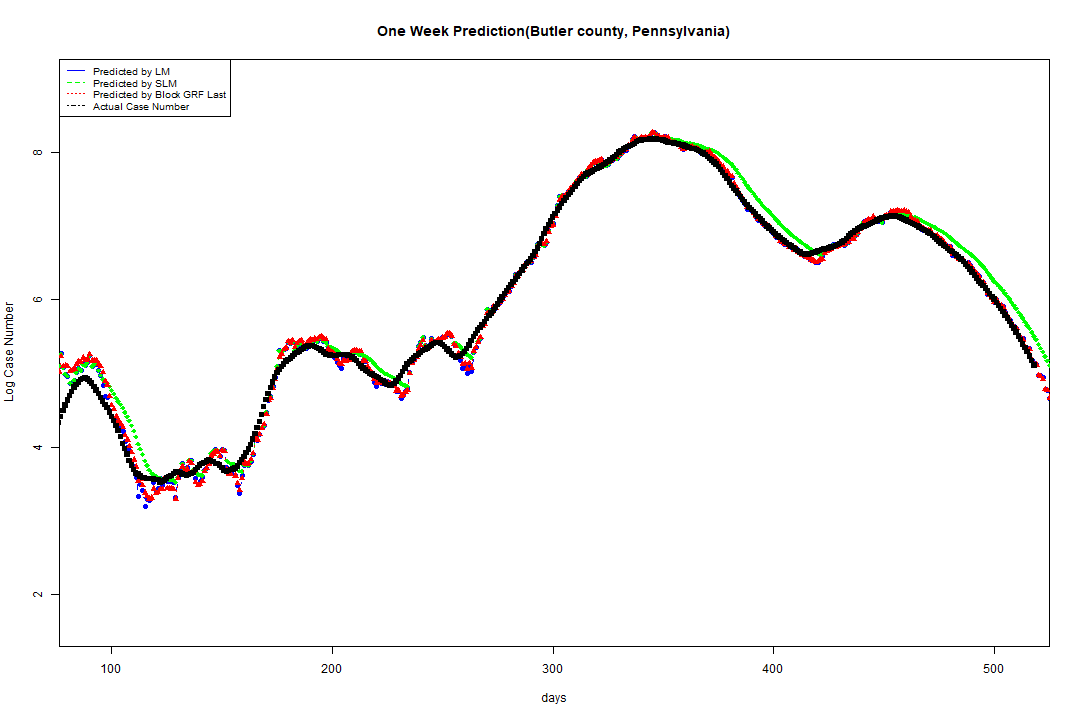 One Week Prediction(Butler county, Pennsylvania)
Predicted by LM
Predicted by SLM
Predicted by Block GRF Last
Actual Case Number
Log Case Number
8
6
4
2
100 200 300 400 500
days